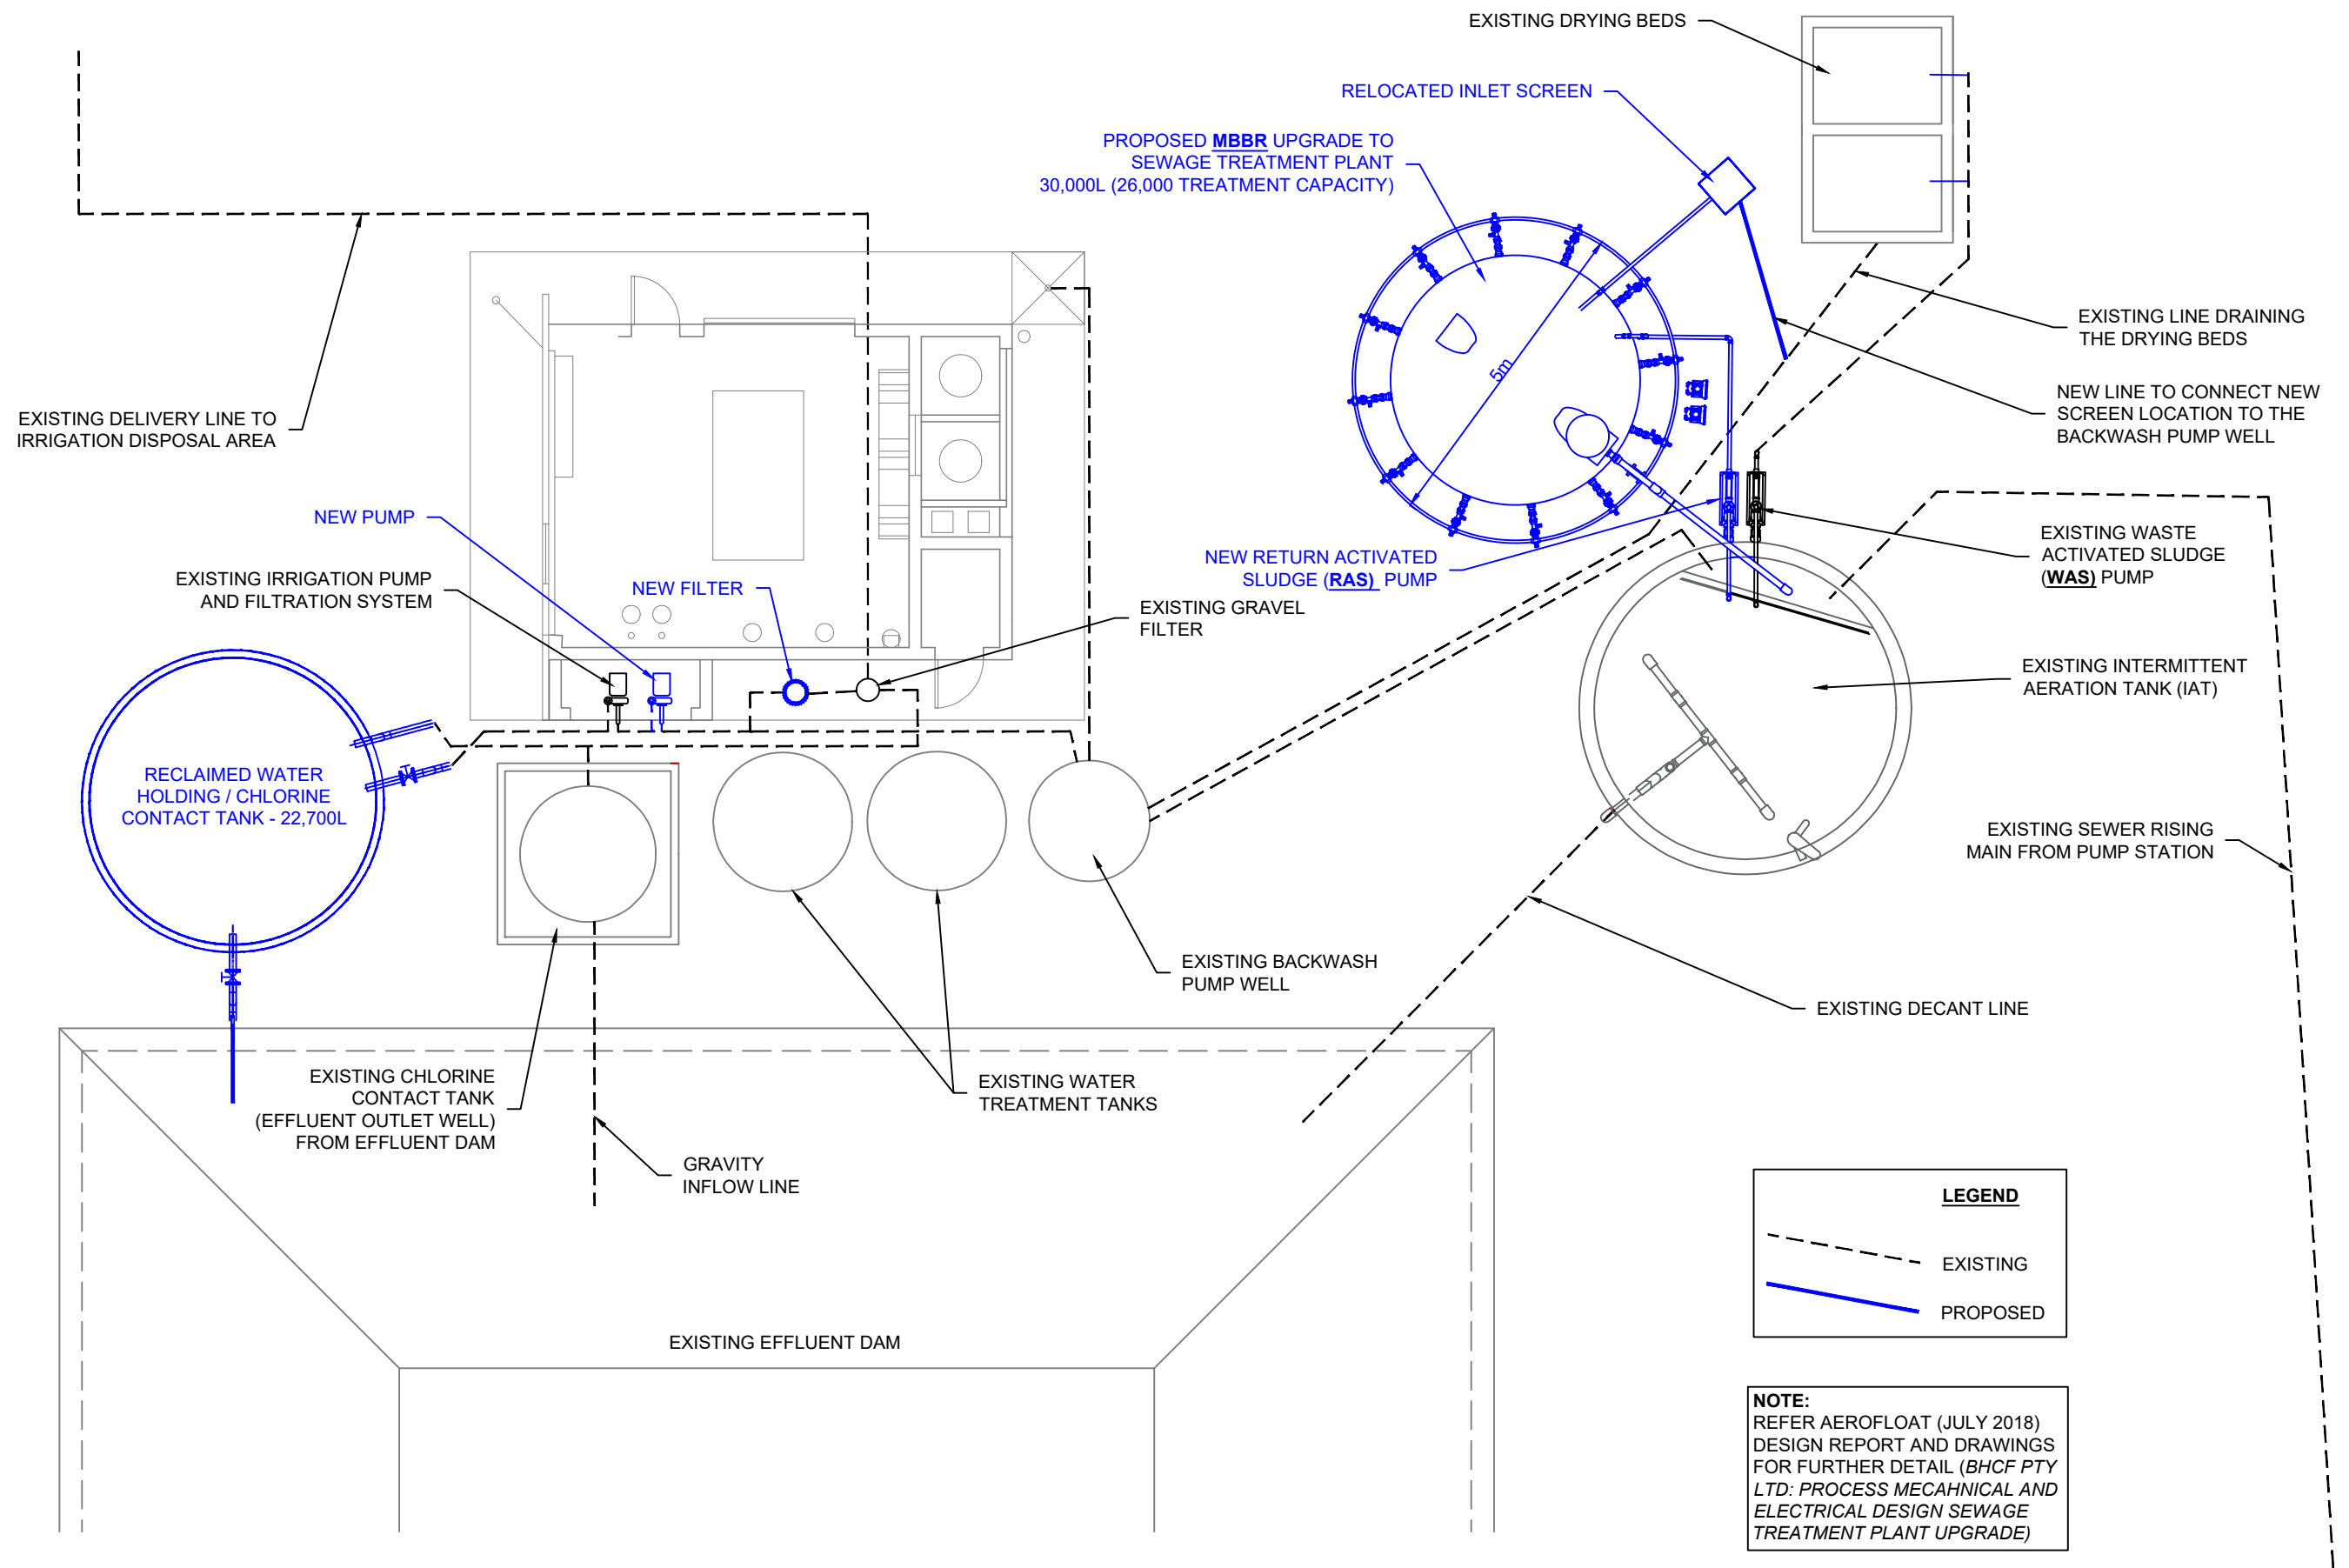 EXISTING DRYING BEDS
RELOCATED INLET SCREEN
PROPOSED MBBR UPGRADE TO
SEWAGE TREATMENT PLANT
30,000L (26,000 TREATMENT CAPACITY)
5m
EXISTING LINE DRAINING
THE DRYING BEDS
NEW LINE TO CONNECT NEW
SCREEN LOCATION TO THE
BACKWASH PUMP WELL
EXISTING DELIVERY LINE TO
IRRIGATION DISPOSAL AREA
NEW PUMP
EXISTING IRRIGATION PUMP
AND FILTRATION SYSTEM
NEW FILTER
EXISTING GRAVEL
FILTER
NEW RETURN ACTIVATED
SLUDGE (RAS) PUMP
EXISTING WASTE
ACTIVATED SLUDGE
(WAS) PUMP
EXISTING INTERMITTENT
AERATION TANK (IAT)
RECLAIMED WATER
HOLDING / CHLORINE
CONTACT TANK - 22,700L
EXISTING SEWER RISING
MAIN FROM PUMP STATION
EXISTING BACKWASH
PUMP WELL
EXISTING DECANT LINE
EXISTING CHLORINE
CONTACT TANK
(EFFLUENT OUTLET WELL)
FROM EFFLUENT DAM
EXISTING WATER
TREATMENT TANKS
GRAVITY
INFLOW LINE
EXISTING EFFLUENT DAM
LEGEND
EXISTING
PROPOSED
NOTE:
REFER AEROFLOAT (JULY 2018)
DESIGN REPORT AND DRAWINGS
FOR FURTHER DETAIL (BHCF PTY
LTD: PROCESS MECAHNICAL AND
ELECTRICAL DESIGN SEWAGE
TREATMENT PLANT UPGRADE)